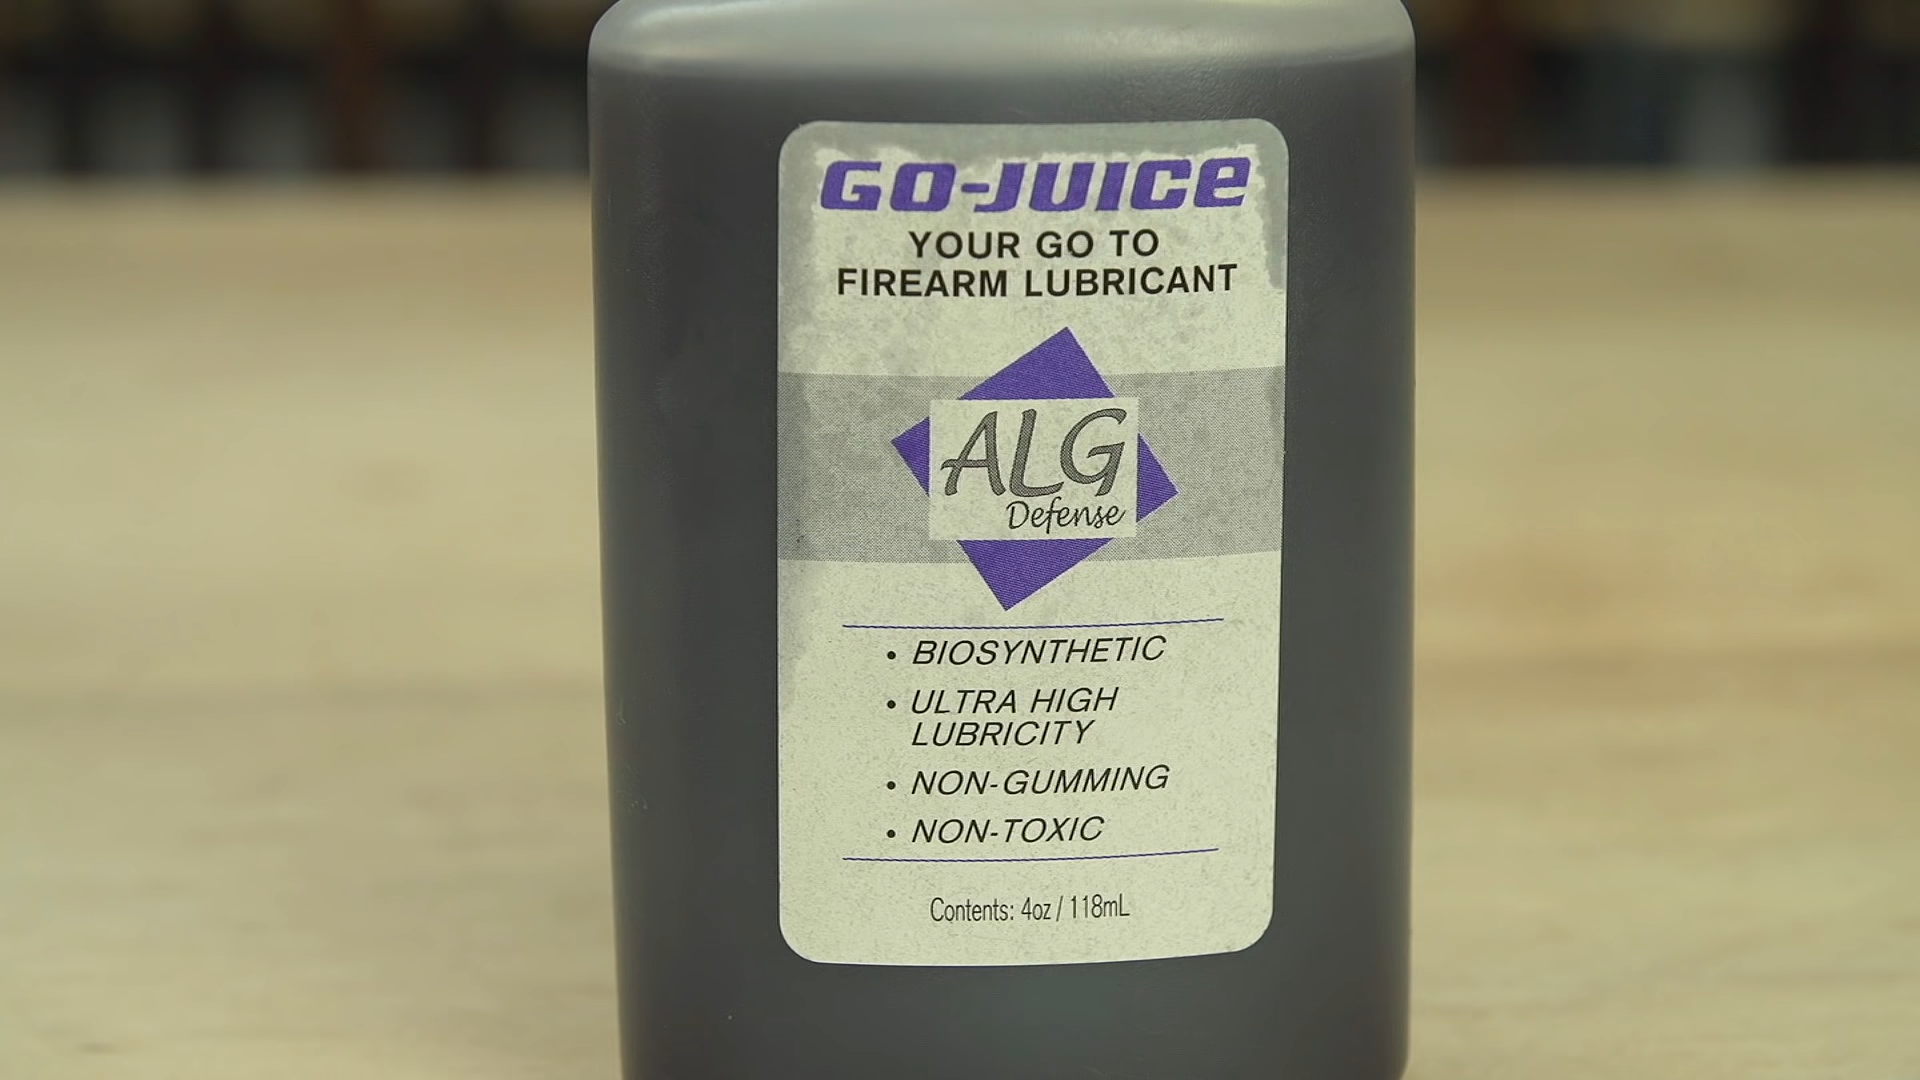 GO-JUICE
YOUR GO TO
FIREARM LUBRICANT
ALG
Defense
• BIOSYNTHETIC
• ULTRA HIGH
LUBRICITY
• NON-GUMMING
• NON-TOXIC
Contents: 4oz / 118mL